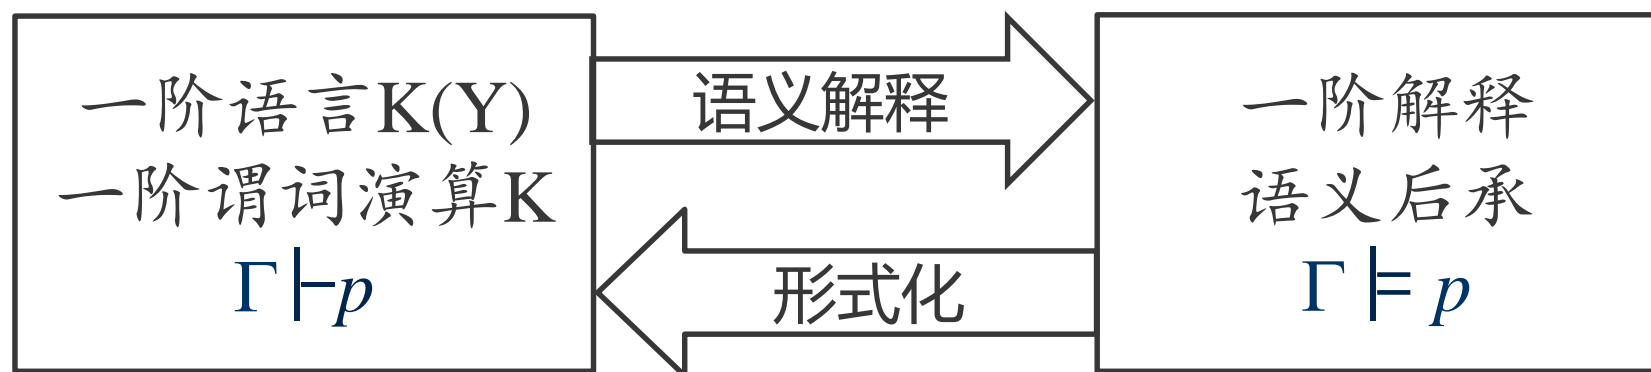 一阶语言K(Y)
一阶谓词演算K
Γ ⊢ p
语义解释
形式化
一阶解释
语义后承
Γ ⊨ p